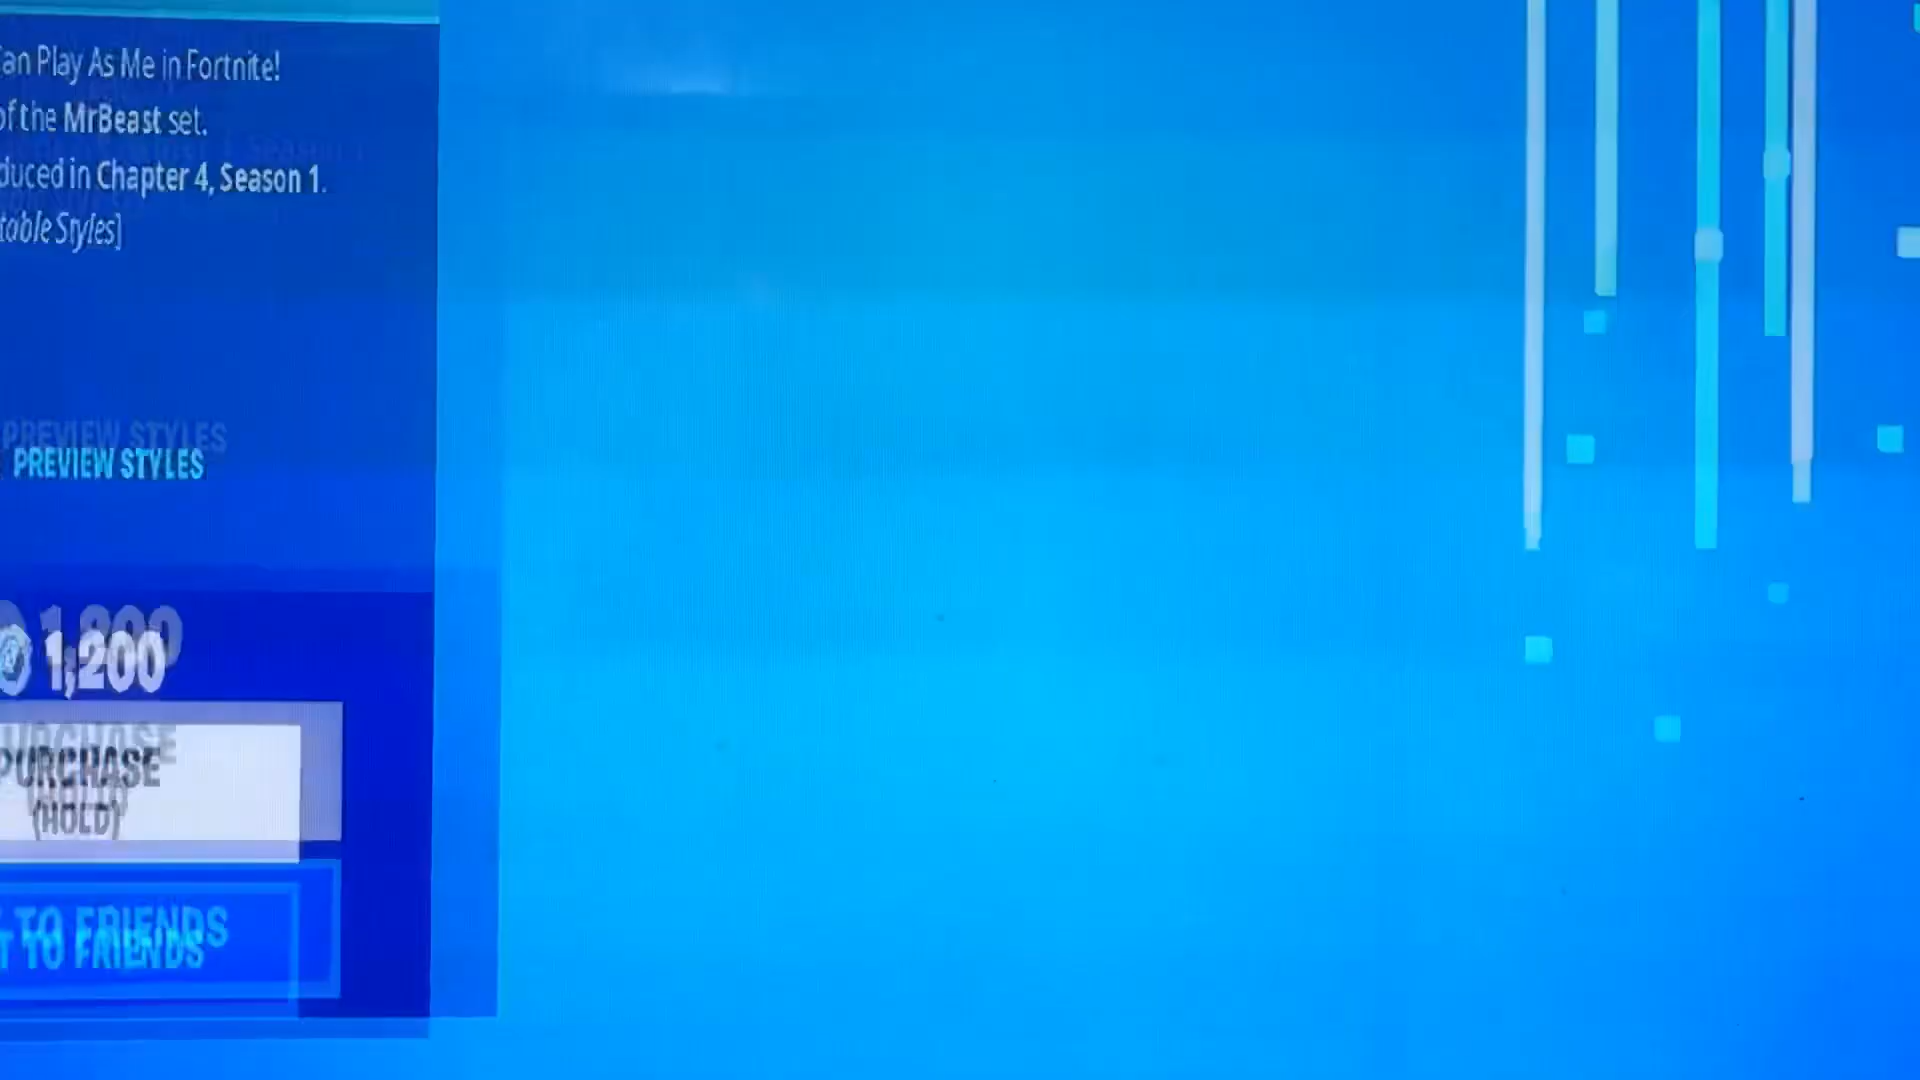 an Play As Me in Fortnite!
of the MrBeast set.
duced in Chapter 4, Season 1.
table Styles]
PREVIEW STYLES
1,200
PURCHASE
(HOLD)
T TO FRIENDS